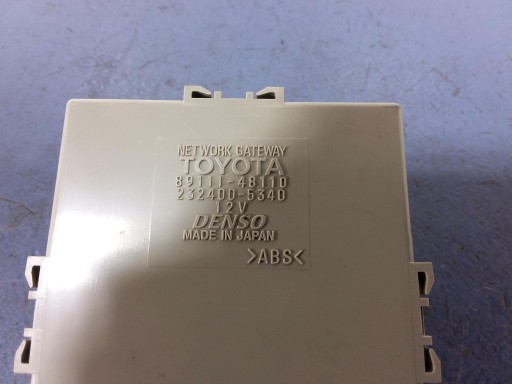 NETWORK GATEWAY
TOYOTA
89111-48110
232400-5340
12V
DENSO
MADE IN JAPAN
>ABS<